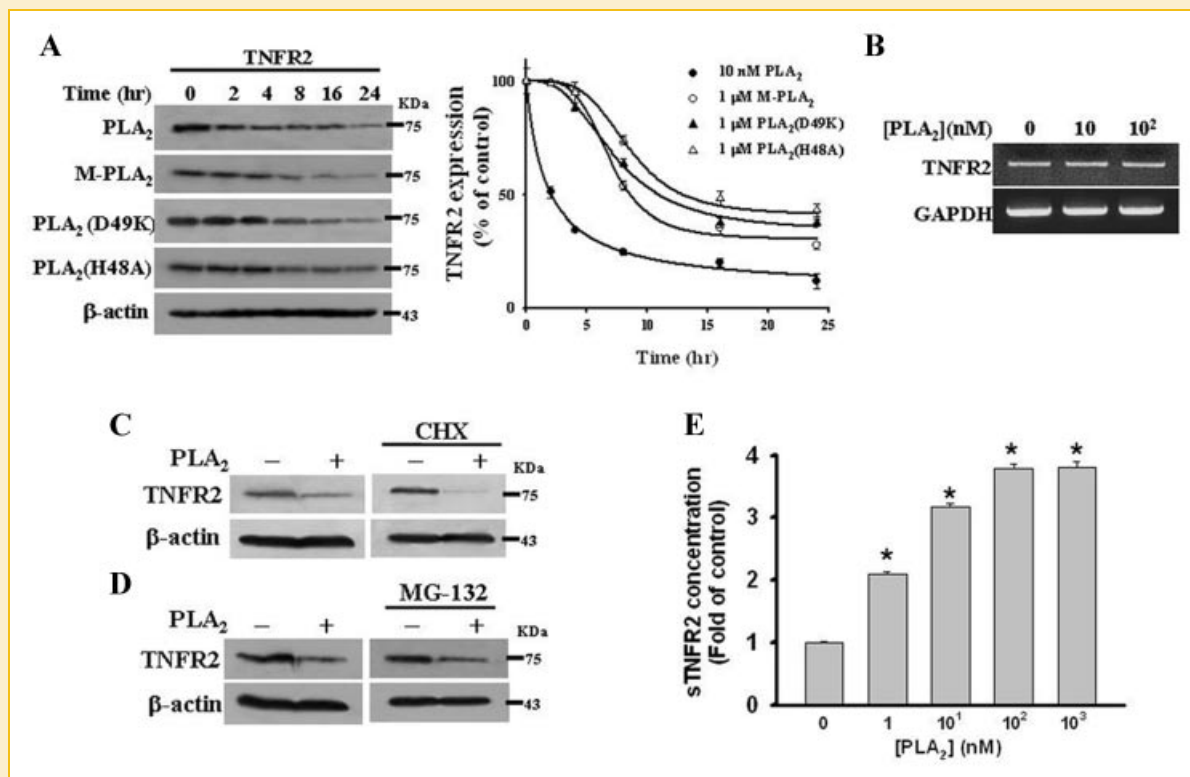 A
TNFR2
Time (hr) 0 2 4 8 16 24 KDa
PLA₂ 75
M-PLA₂ 75
PLA₂ (D49K) 75
PLA₂(H48A) 75
β-actin 43
TNFR2 expression
(% of control)
100
50
0
0 5 10 15 20 25
Time (hr)
10 nM PLA₂
1 µM M-PLA₂
1 µM PLA₂(D49K)
1 µM PLA₂(H48A)
B
[PLA₂](nM) 0 10 10²
TNFR2
GAPDH
C
CHX
PLA₂ – + – + KDa
TNFR2 75
β-actin 43
D
MG-132
PLA₂ – + – + KDa
TNFR2 75
β-actin 43
E
sTNFR2 concentration
(Fold of control)
4
3
2
1
0
* * * *
0 1 10¹ 10² 10³
[PLA₂] (nM)